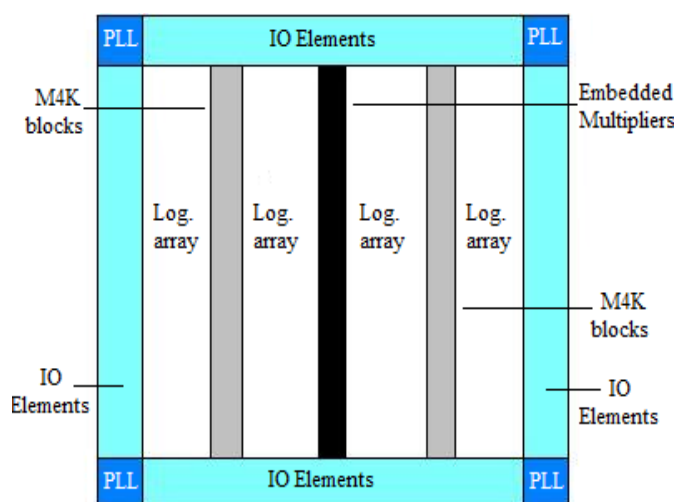 PLL
IO Elements
PLL
M4K
blocks
Embedded
Multipliers
Log.
array
Log.
array
Log.
array
Log.
array
M4K
blocks
IO
Elements
IO
Elements
PLL
IO Elements
PLL